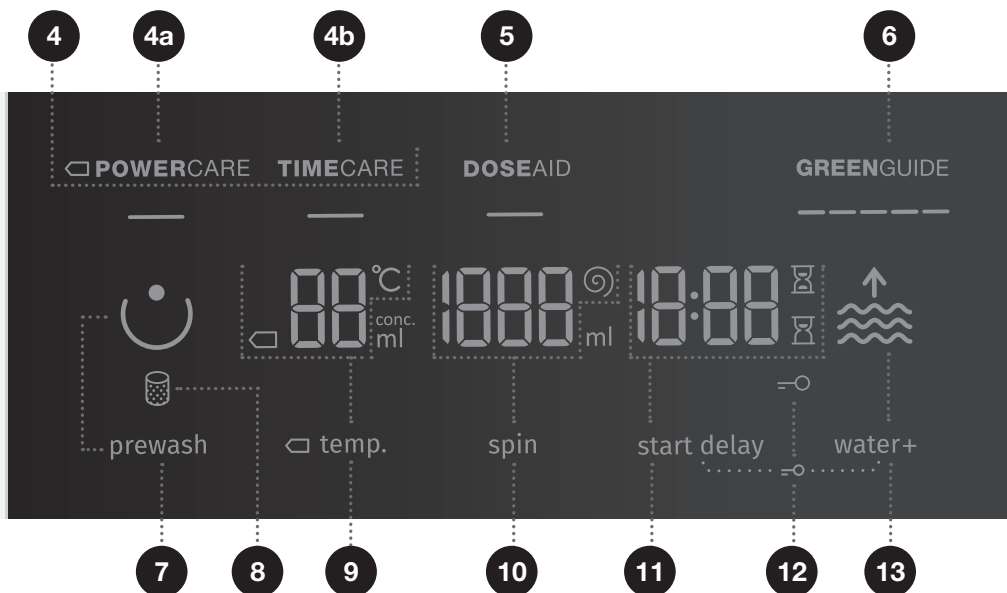 4 4a 4b 5 6
POWERCARE TIMECARE DOSEAID GREENGUIDE
88 °C 1888 18:88
conc.
ml ml
prewash temp. spin start delay water+
7 8 9 10 11 12 13